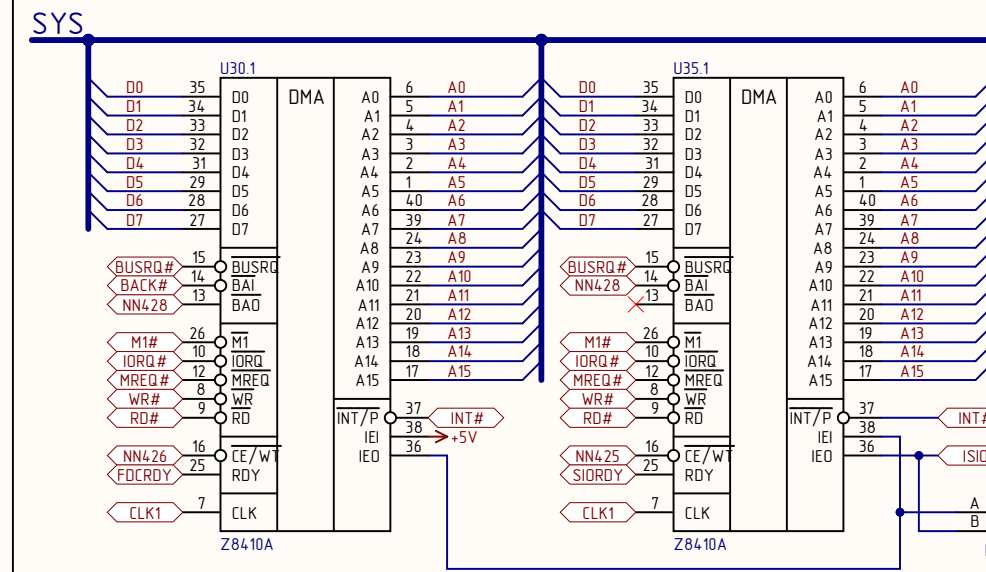 SYS
U30.1 U35.1
DMA DMA
D0 35 D0 A0 6 A0 D0 35 D0 A0 6 A0
D1 34 D1 A1 5 A1 D1 34 D1 A1 5 A1
D2 33 D2 A2 4 A2 D2 33 D2 A2 4 A2
D3 32 D3 A3 3 A3 D3 32 D3 A3 3 A3
D4 31 D4 A4 2 A4 D4 31 D4 A4 2 A4
D5 29 D5 A5 1 A5 D5 29 D5 A5 1 A5
D6 28 D6 A6 40 A6 D6 28 D6 A6 40 A6
D7 27 D7 A7 39 A7 D7 27 D7 A7 39 A7
A8 24 A8 A8 24 A8
BUSRQ# 15 BUSRQ A9 23 A9 BUSRQ# 15 BUSRQ A9 23 A9
BACK# 14 BAI A10 22 A10 NN428 14 BAI A10 22 A10
NN428 13 BAO A11 21 A11 13 BAO A11 21 A11
A12 20 A12 A12 20 A12
M1# 26 M1 A13 19 A13 M1# 26 M1 A13 19 A13
IORQ# 10 IORQ A14 18 A14 IORQ# 10 IORQ A14 18 A14
MREQ# 12 MREQ A15 17 A15 MREQ# 12 MREQ A15 17 A15
WR# 8 WR WR# 8 WR
RD# 9 RD INT/P 37 INT# RD# 9 RD INT/P 37 INT#
IEI 38 +5V IEI 38
NN426 16 CE/WT IEO 36 NN425 16 CE/WT IEO 36 ISIO
FDCRDY 25 RDY SIORDY 25 RDY
CLK1 7 CLK CLK1 7 CLK A
B
Z8410A Z8410A